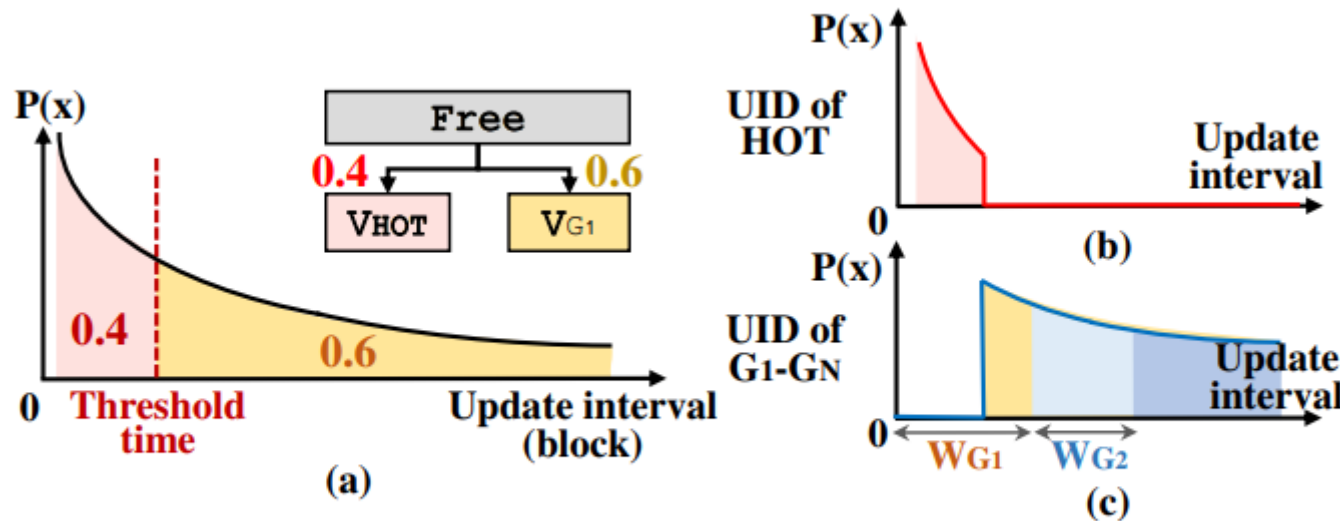 P(x)
Free
0.4
0.6
VHOT
VG1
0.4
0.6
0
Threshold
time
Update interval
(block)
(a)
P(x)
UID of
HOT
Update
interval
0
(b)
P(x)
UID of
G1-GN
Update
interval
0
WG1
WG2
(c)